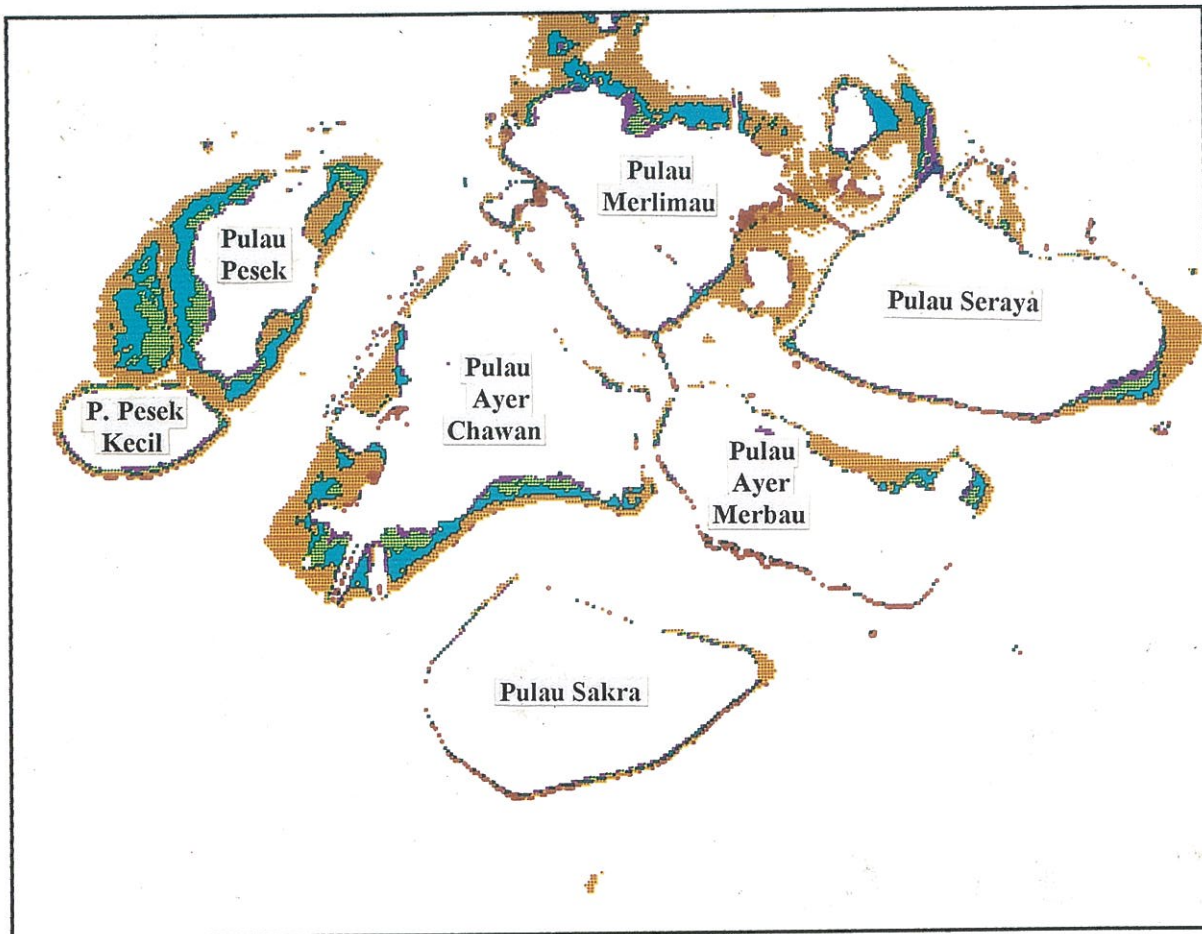 Pulau
Merlimau
Pulau
Pesek
Pulau Seraya
P. Pesek
Kecil
Pulau
Ayer
Chawan
Pulau
Ayer
Merbau
Pulau Sakra